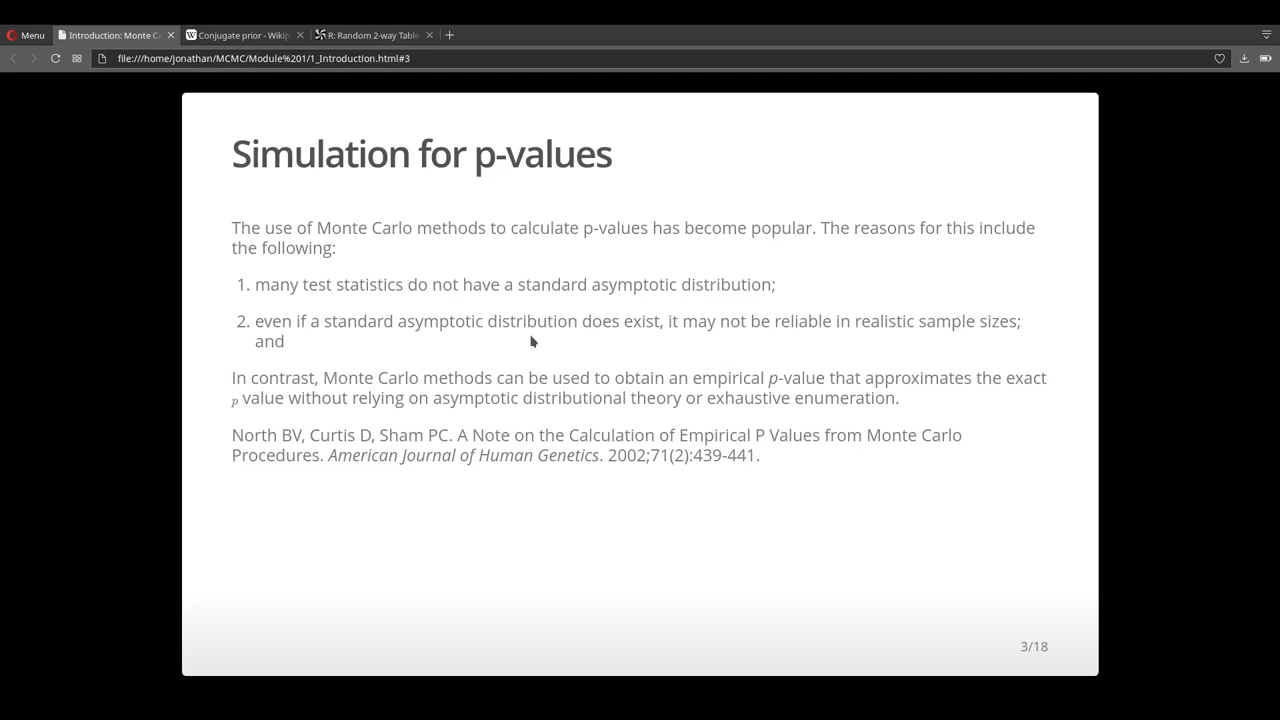 Menu
Introduction: Monte C
Conjugate prior - Wikip
R: Random 2-way Table
file:///home/jonathan/MCMC/Module%201/1_Introduction.html#3
Simulation for p-values
The use of Monte Carlo methods to calculate p-values has become popular. The reasons for this include
the following:
1. many test statistics do not have a standard asymptotic distribution;
2. even if a standard asymptotic distribution does exist, it may not be reliable in realistic sample sizes;
and
In contrast, Monte Carlo methods can be used to obtain an empirical p-value that approximates the exact
p value without relying on asymptotic distributional theory or exhaustive enumeration.
North BV, Curtis D, Sham PC. A Note on the Calculation of Empirical P Values from Monte Carlo
Procedures. American Journal of Human Genetics. 2002;71(2):439-441.
3/18